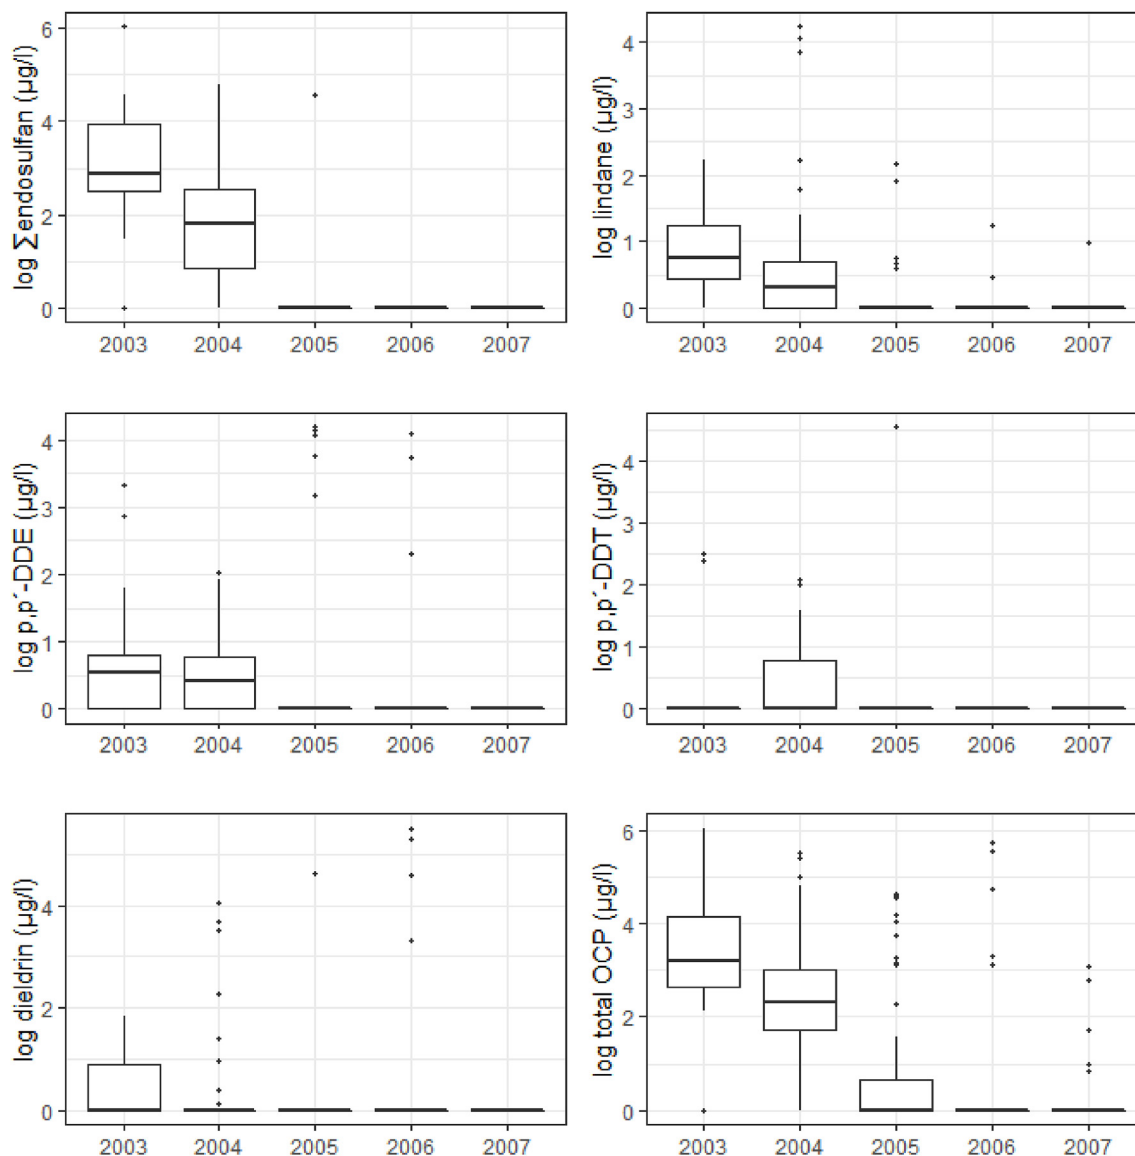 log Σendosulfan (µg/l)
6
4
2
0
2003 2004 2005 2006 2007
log lindane (µg/l)
4
3
2
1
0
2003 2004 2005 2006 2007
log p,p´-DDE (µg/l)
4
3
2
1
0
2003 2004 2005 2006 2007
log p,p´-DDT (µg/l)
4
3
2
1
0
2003 2004 2005 2006 2007
log dieldrin (µg/l)
4
2
0
2003 2004 2005 2006 2007
log total OCP (µg/l)
6
4
2
0
2003 2004 2005 2006 2007